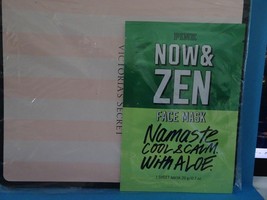 PINK
NOW &
ZEN
FACE MASK
Namaste
COOL & CALM.
With ALOE.
VICTORIA'S SECRET